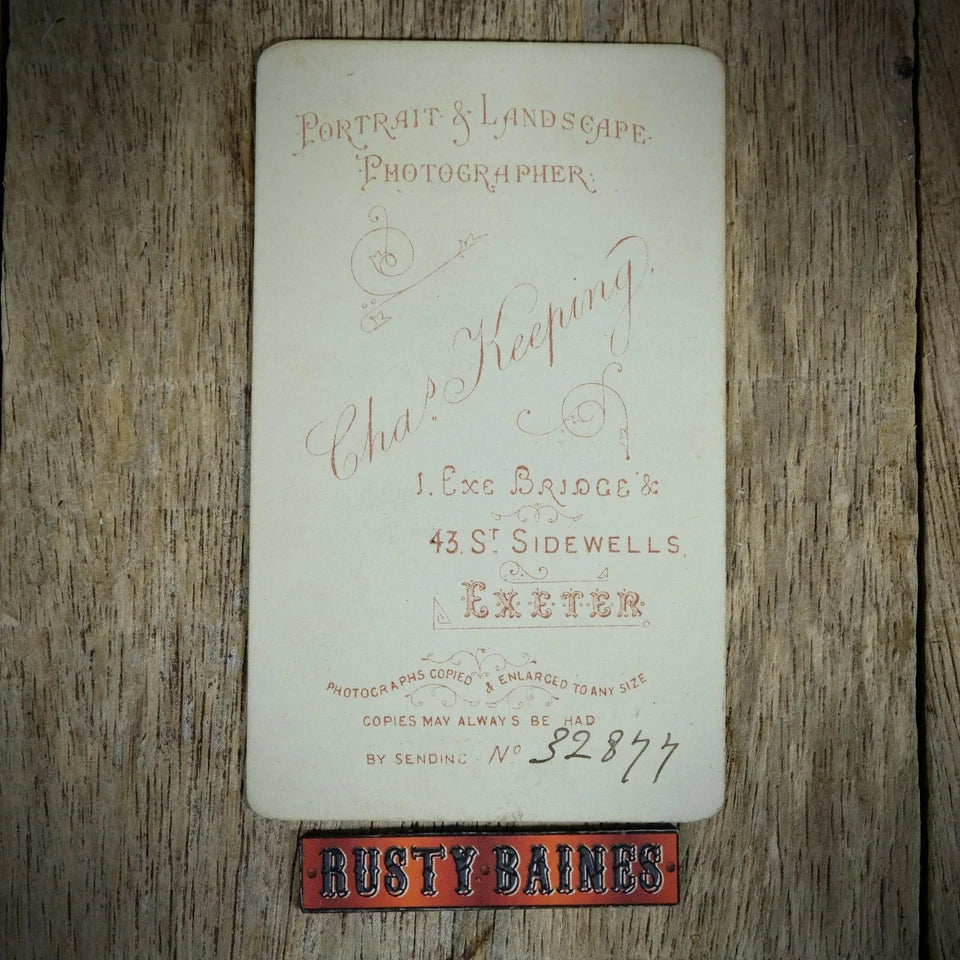 PORTRAIT & LANDSCAPE.
PHOTOGRAPHER.
Chas. Keeping.
1. EXE BRIDGE &
43. ST. SIDEWELLS,
EXETER.
PHOTOGRAPHS COPIED & ENLARGED TO ANY SIZE
COPIES MAY ALWAYS BE HAD
BY SENDING No 32877
RUSTY BAINES